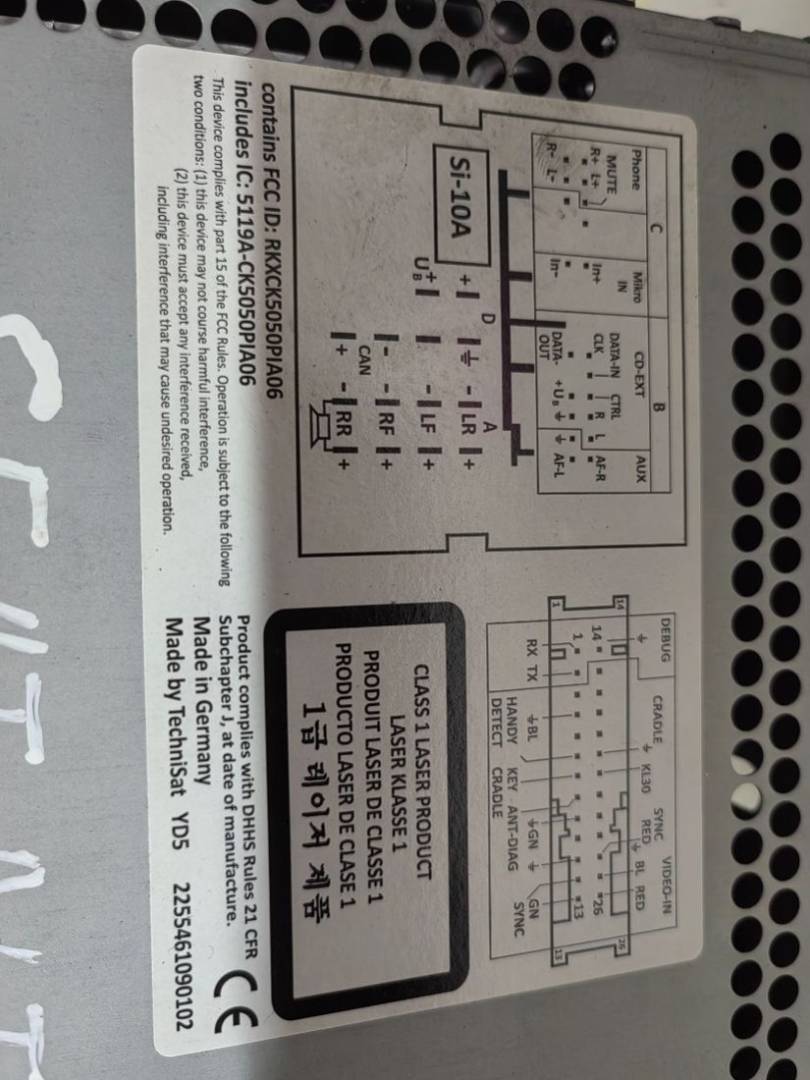 C
B
Phone
Mikro
IN
CD-EXT
AUX
MUTE
DATA-IN CTRL
R+ L+
In+
CLK
R L
AF-R
R- L-
In-
DATA-
OUT
+UB
AF-L
Si-10A
D
A
+
- LR +
+
UB
- LF +
- - RF +
CAN
+ - RR +
contains FCC ID: RKXCK5050PIA06
includes IC: 5119A-CK5050PIA06
This device complies with part 15 of the FCC Rules. Operation is subject to the following
two conditions: (1) this device may not course harmful interference,
(2) this device must accept any interference received,
including interference that may cause undesired operation.
DEBUG
CRADLE
KL30
SYNC
RED
VIDEO-IN
BL RED
14
26
14
26
1
13
1
13
RX TX
BL
GN
GN
HANDY
DETECT
KEY
CRADLE
ANT-DIAG
SYNC
CLASS 1 LASER PRODUCT
LASER KLASSE 1
PRODUIT LASER DE CLASSE 1
PRODUCTO LASER DE CLASE 1
1급 레이저 제품
Product complies with DHHS Rules 21 CFR
Subchapter J, at date of manufacture.
Made in Germany
Made by TechniSat YD5 2255461090102
CE